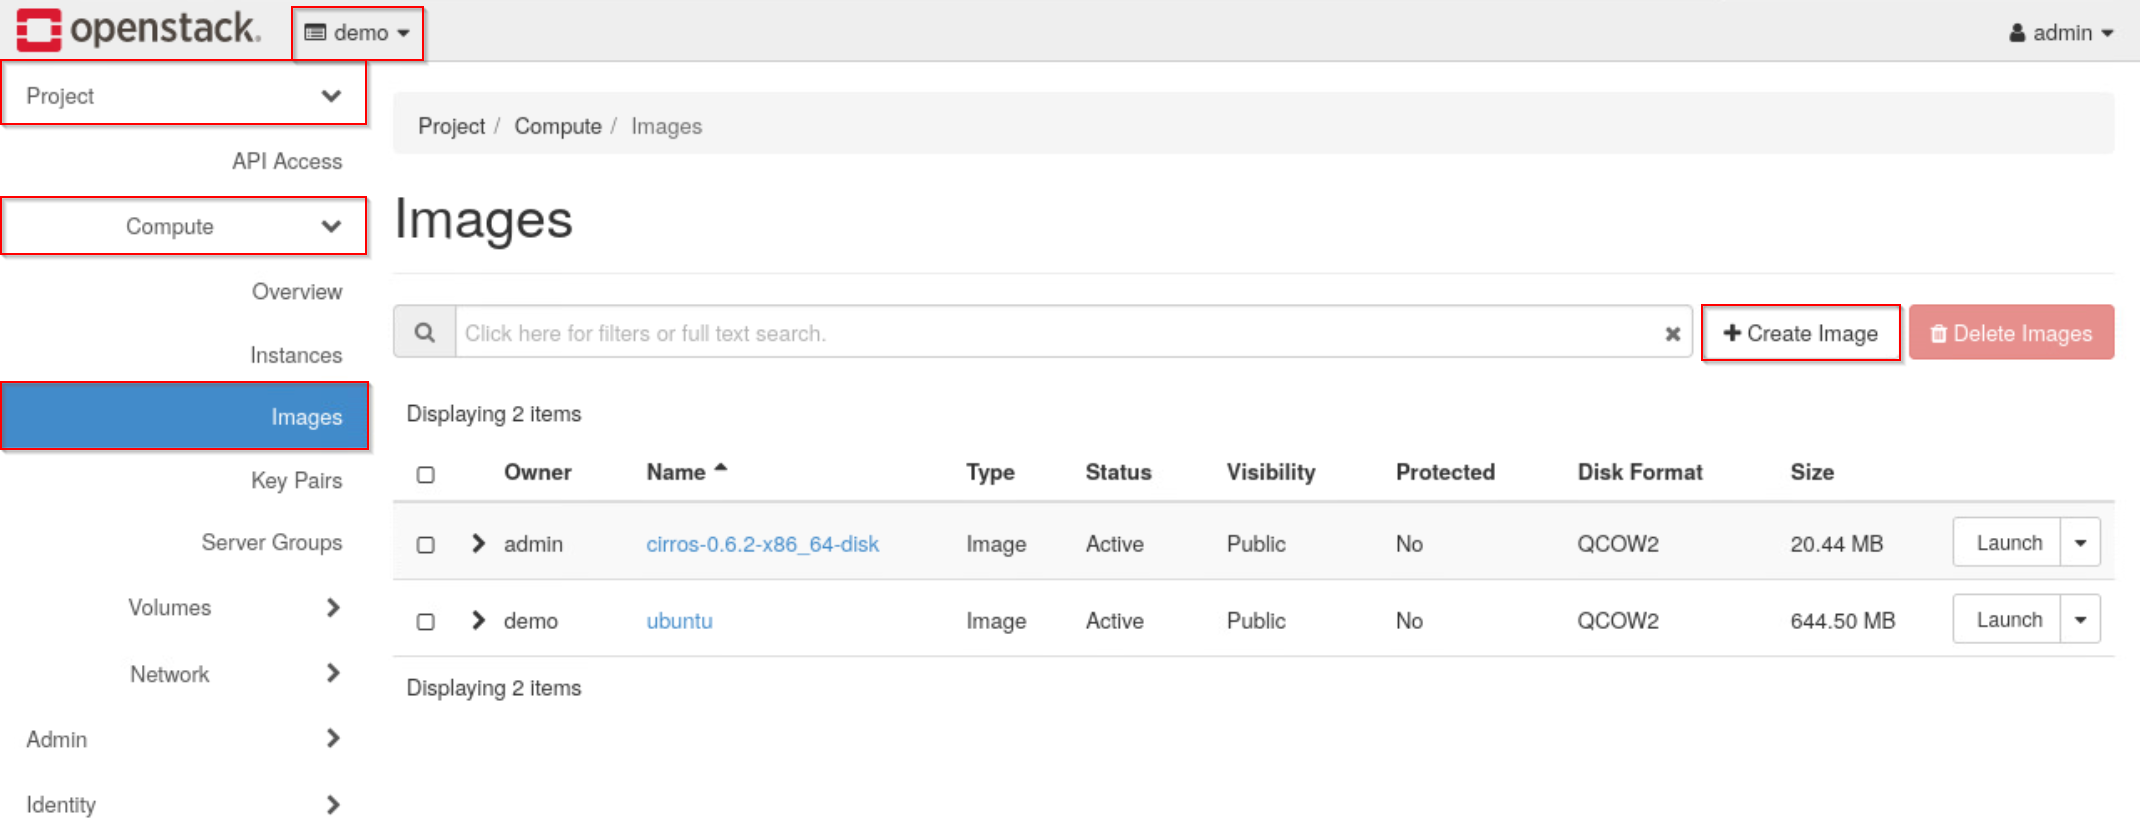 openstack. demo admin
Project
API Access
Compute
Overview
Instances
Images
Key Pairs
Server Groups
Volumes
Network
Admin
Identity
Project / Compute / Images
Images
Click here for filters or full text search. Create Image Delete Images
Displaying 2 items
Owner Name Type Status Visibility Protected Disk Format Size
admin cirros-0.6.2-x86_64-disk Image Active Public No QCOW2 20.44 MB Launch
demo ubuntu Image Active Public No QCOW2 644.50 MB Launch
Displaying 2 items